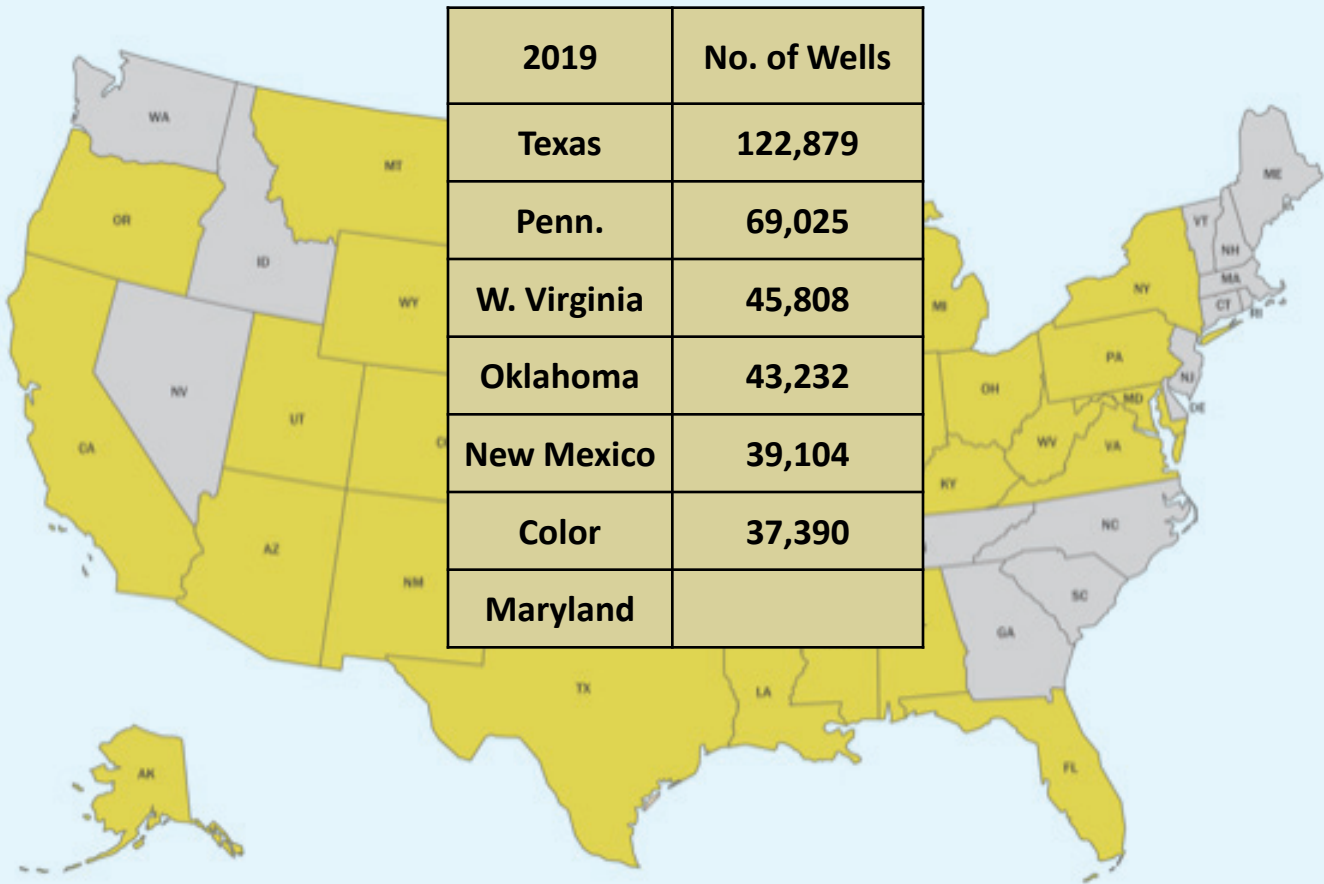 2019 No. of Wells
Texas 122,879
Penn. 69,025
W. Virginia 45,808
Oklahoma 43,232
New Mexico 39,104
Color 37,390
Maryland
WA
MT
OR
ID
WY
NV
UT
CA
AZ
NM
TX
LA
AK
FL
ME
VT
NH
MA
CT
RI
NY
MI
PA
NJ
OH
MD
DE
WV
VA
KY
NC
SC
GA